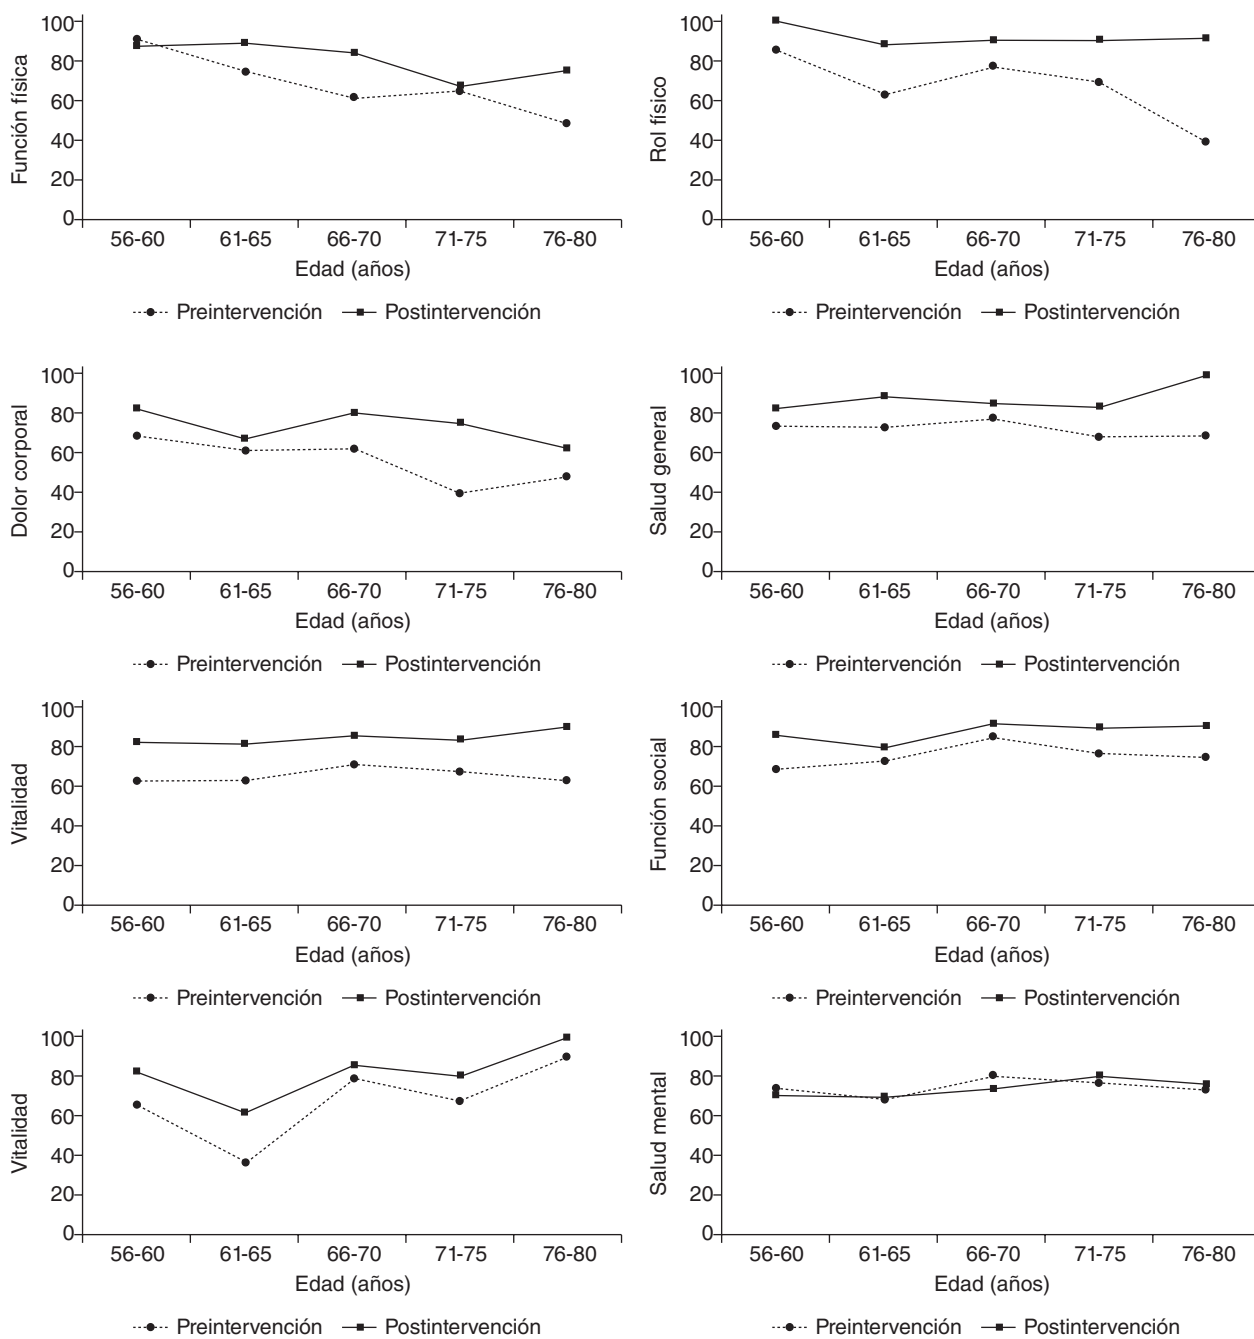 Función física
100
80
60
40
20
0
56-60 61-65 66-70 71-75 76-80
Edad (años)
Preintervención Postintervención
Rol físico
100
80
60
40
20
0
56-60 61-65 66-70 71-75 76-80
Edad (años)
Preintervención Postintervención
Dolor corporal
100
80
60
40
20
0
56-60 61-65 66-70 71-75 76-80
Edad (años)
Preintervención Postintervención
Salud general
100
80
60
40
20
0
56-60 61-65 66-70 71-75 76-80
Edad (años)
Preintervención Postintervención
Vitalidad
100
80
60
40
20
0
56-60 61-65 66-70 71-75 76-80
Edad (años)
Preintervención Postintervención
Función social
100
80
60
40
20
0
56-60 61-65 66-70 71-75 76-80
Edad (años)
Preintervención Postintervención
Vitalidad
100
80
60
40
20
0
56-60 61-65 66-70 71-75 76-80
Edad (años)
Preintervención Postintervención
Salud mental
100
80
60
40
20
0
56-60 61-65 66-70 71-75 76-80
Edad (años)
Preintervención Postintervención